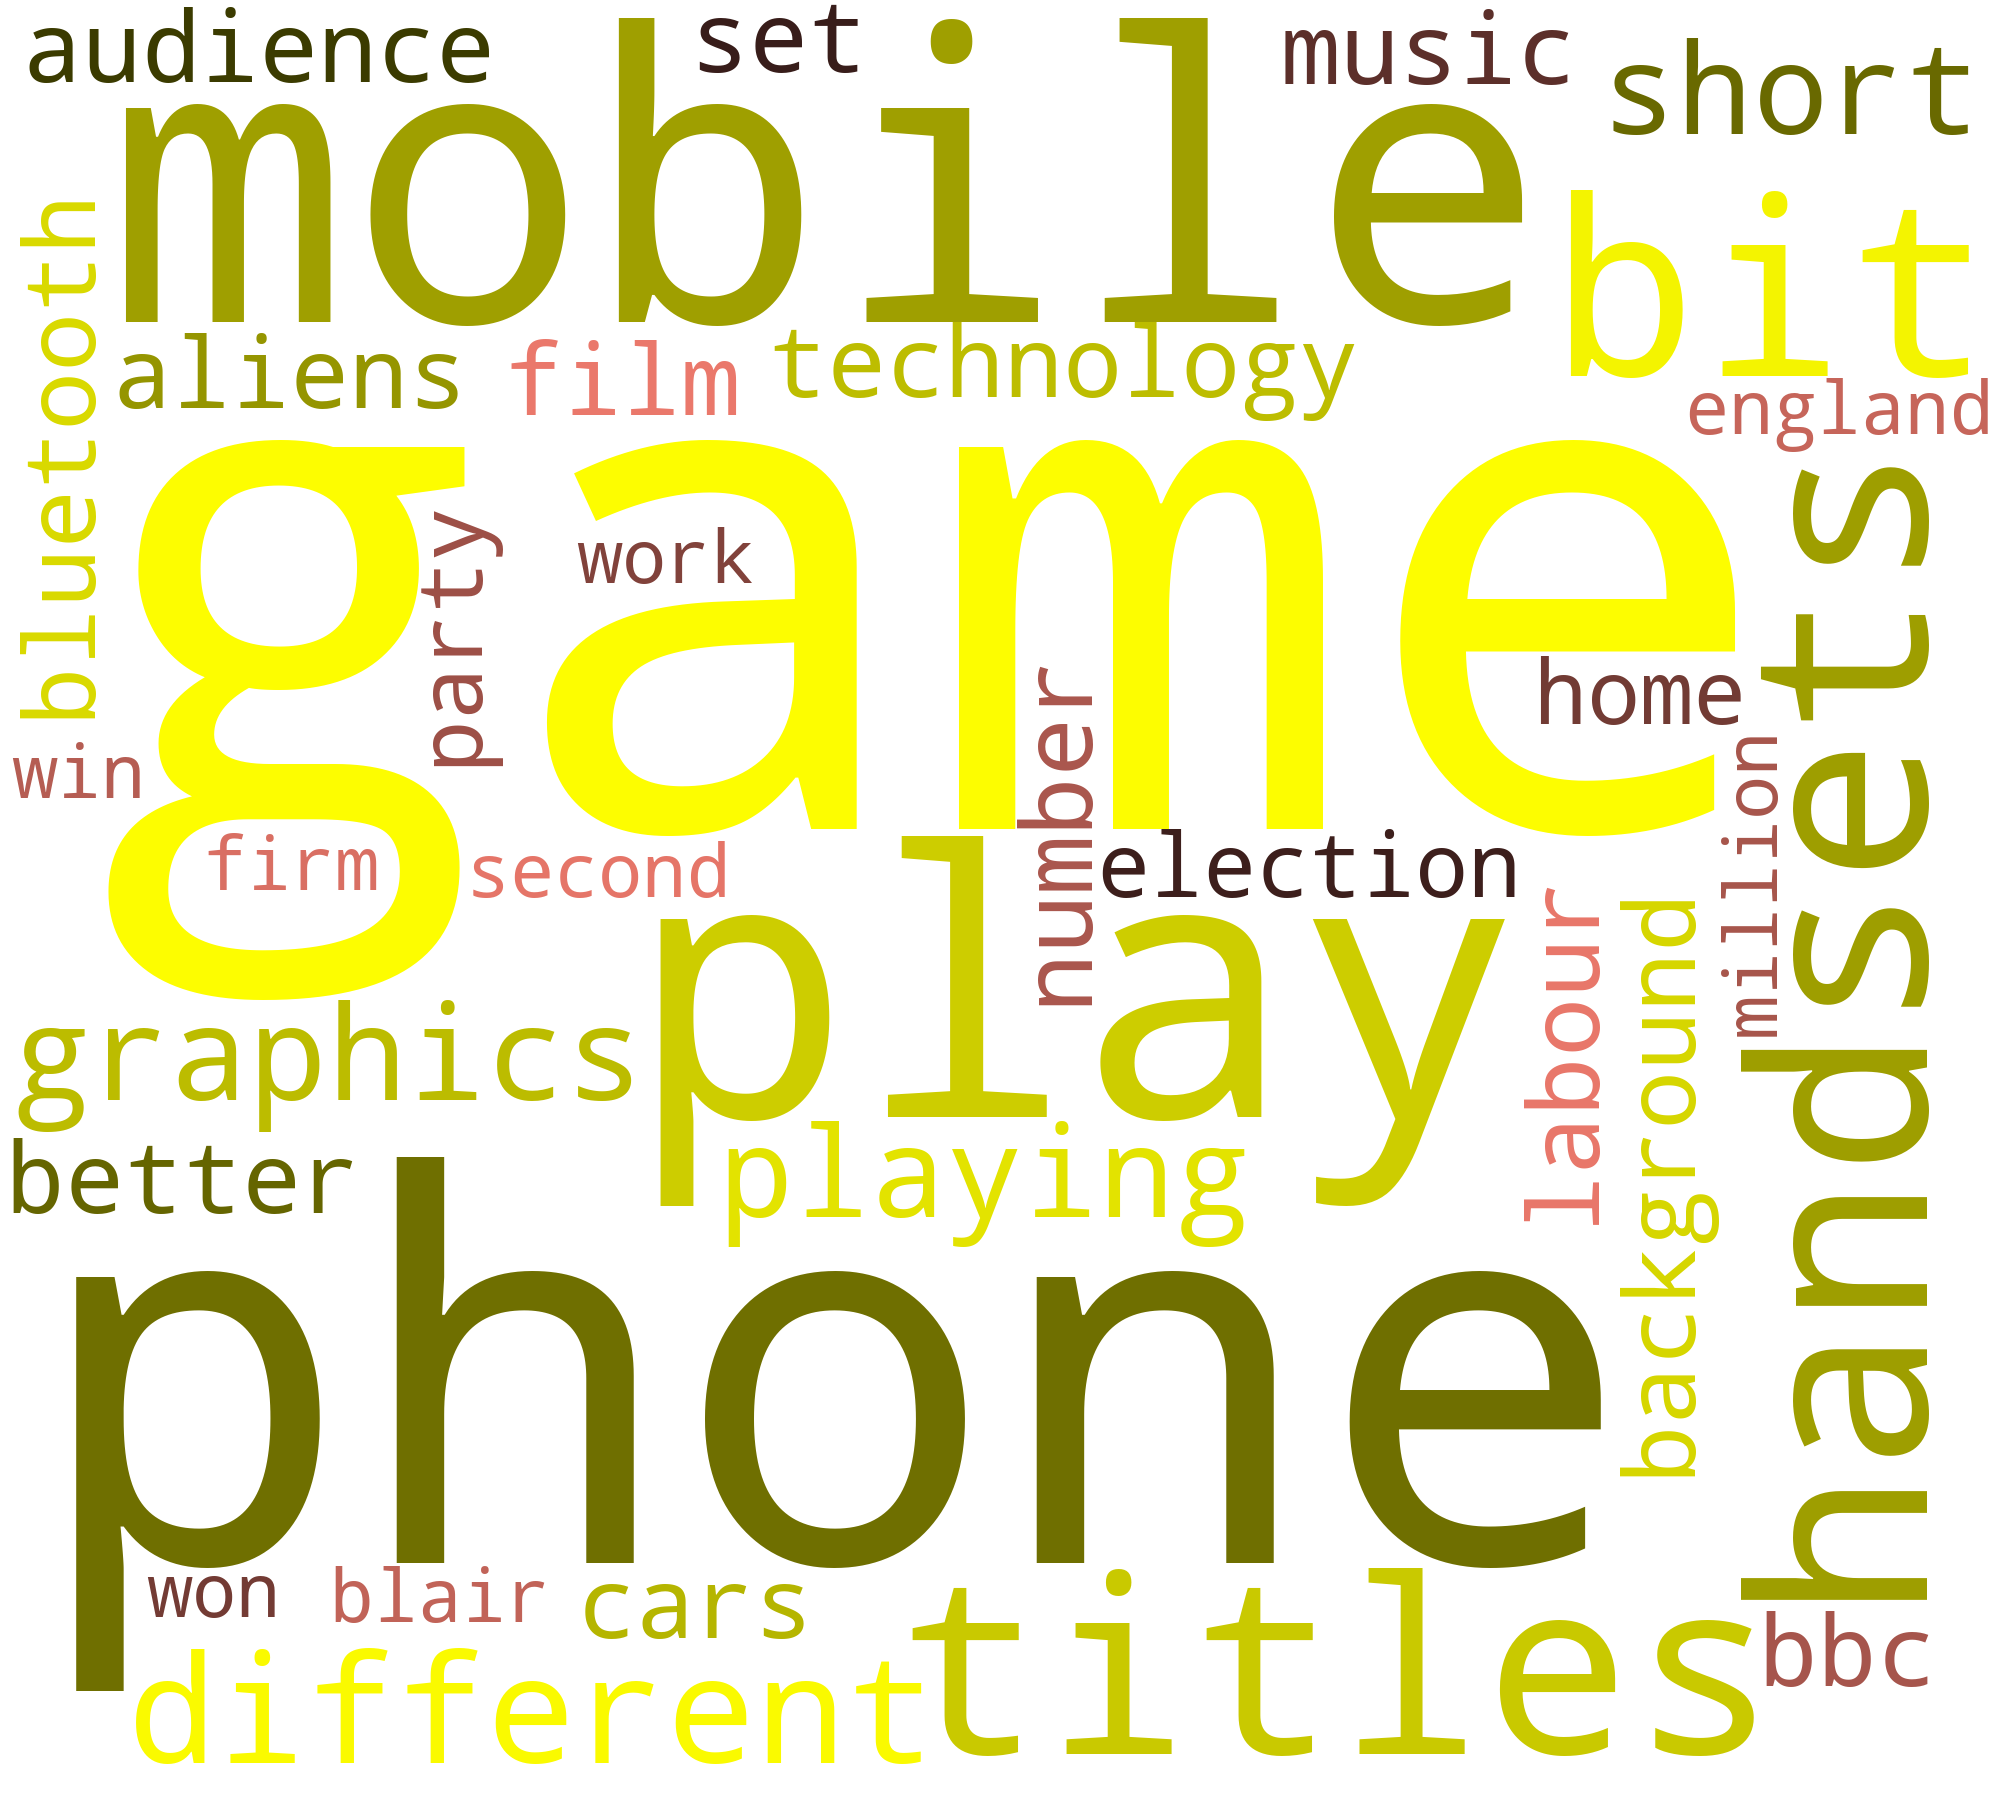 audience
set
music
short
mobile
bit
bluetooth
aliens
film
technology
england
game
handsets
party
work
home
number
win
million
firm
second
election
play
labour
background
graphics
better
playing
phone
won
blair
cars
titles
bbc
different